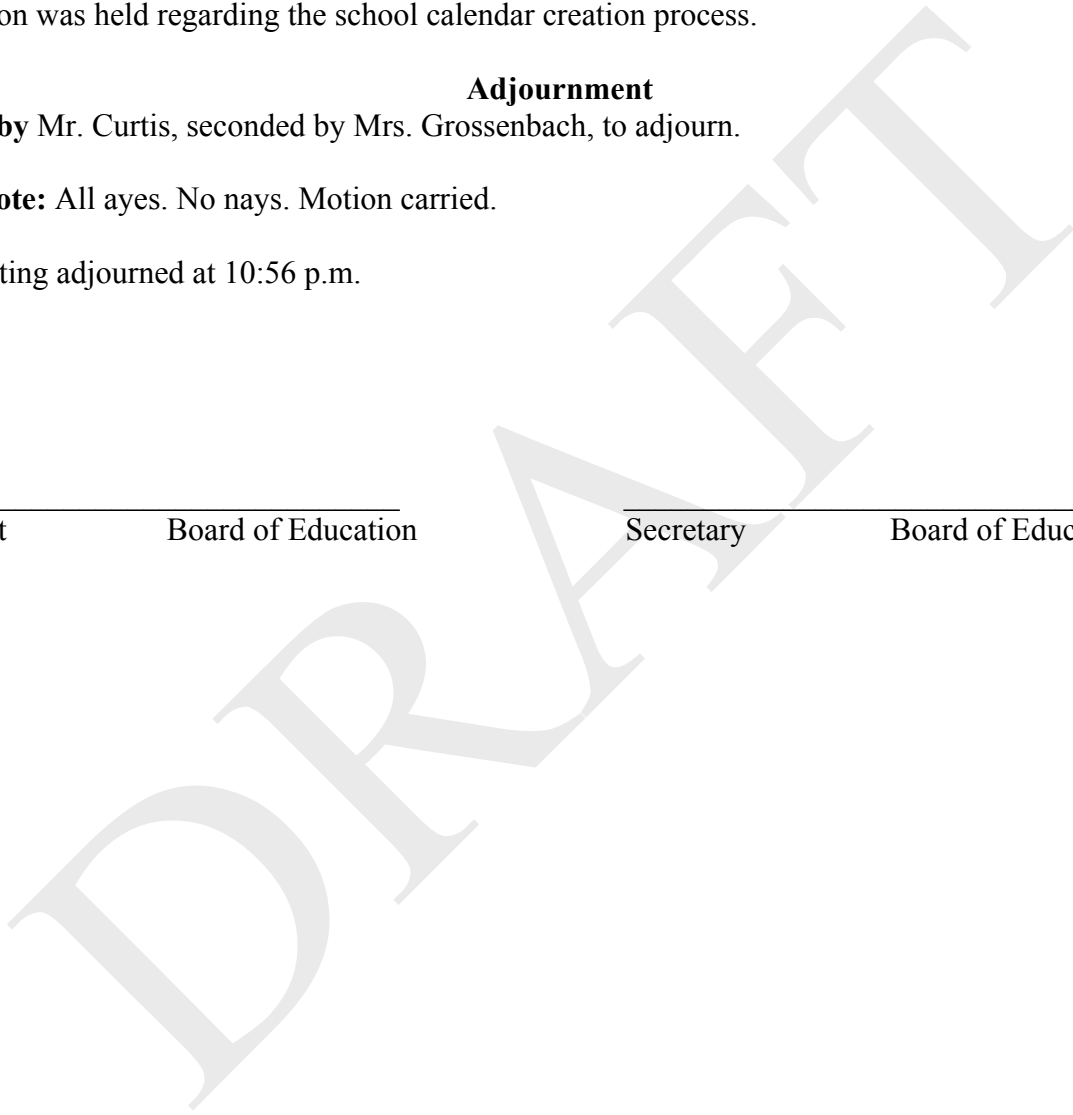 on was held regarding the school calendar creation process.
Adjournment
by Mr. Curtis, seconded by Mrs. Grossenbach, to adjourn.
ote: All ayes. No nays. Motion carried.
ting adjourned at 10:56 p.m.
t Board of Education Secretary Board of Educ
DRAFT